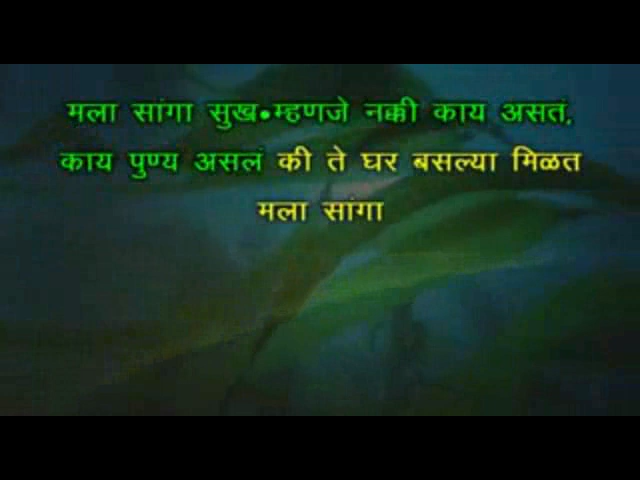 मला सांगा सुख•म्हणजे नक्की काय असतं,
काय पुण्य असलं की ते घर बसल्या मिळत
मला सांगा